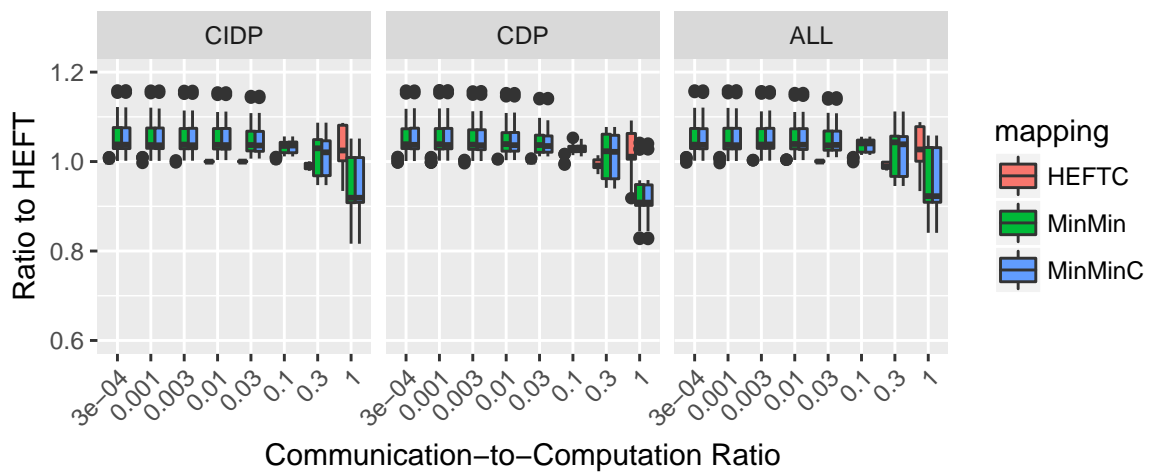 CIDP CDP ALL
1.2
1.0
0.8
0.6
Ratio to HEFT
3e−04 0.001 0.003 0.01 0.03 0.1 0.3 1 3e−04 0.001 0.003 0.01 0.03 0.1 0.3 1 3e−04 0.001 0.003 0.01 0.03 0.1 0.3 1
Communication−to−Computation Ratio
mapping
HEFTC
MinMin
MinMinC